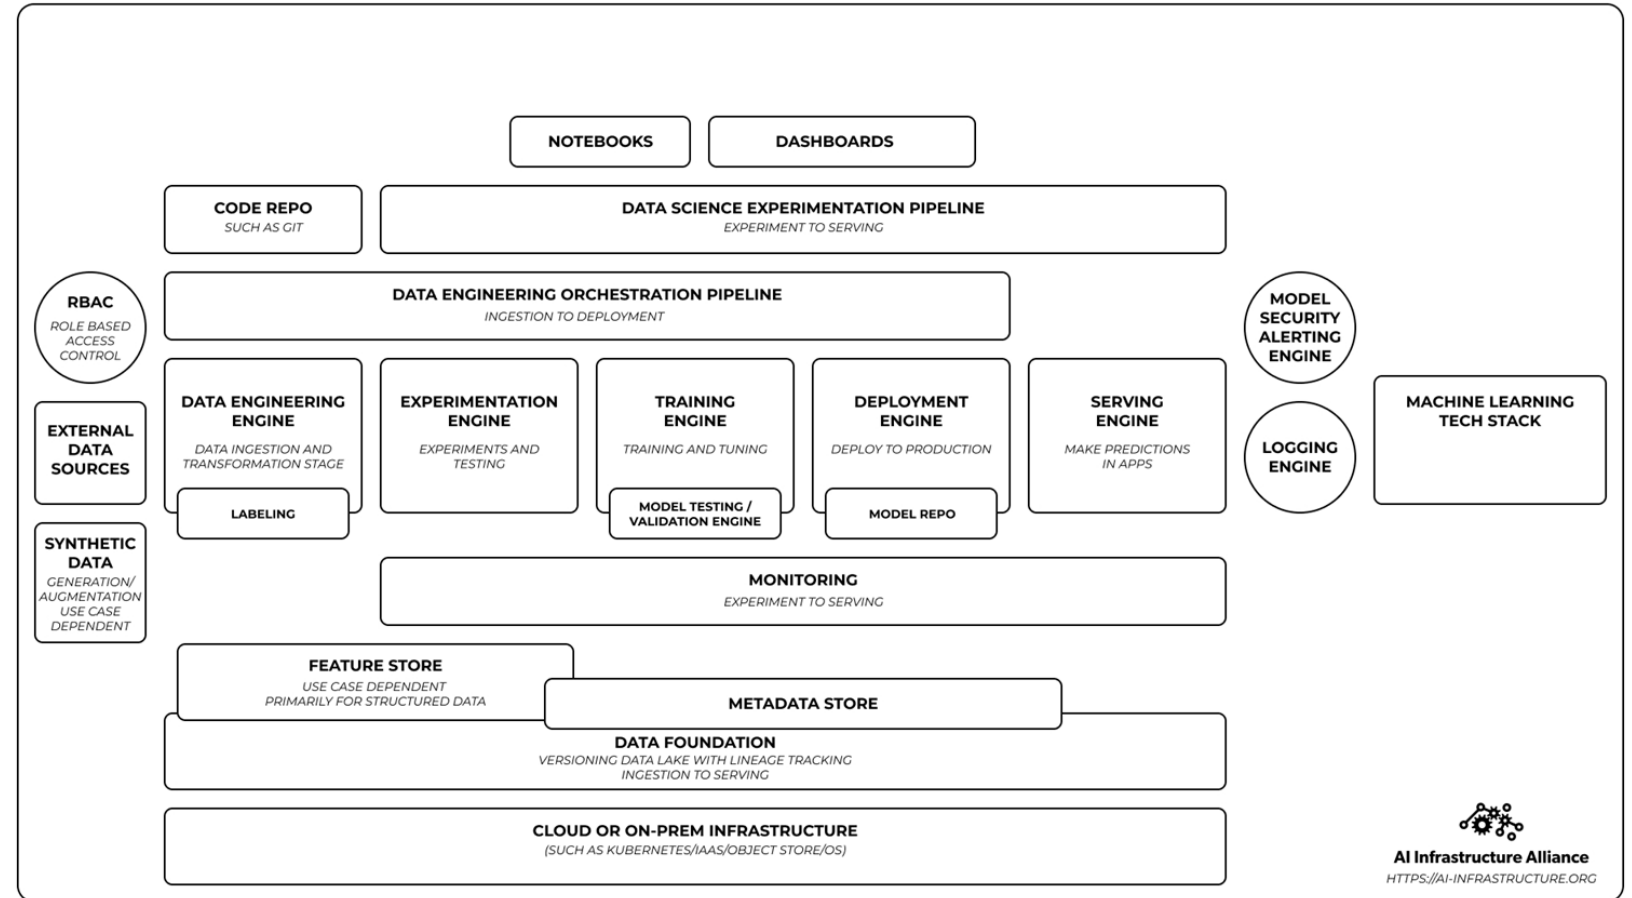 NOTEBOOKS
DASHBOARDS
CODE REPO
SUCH AS GIT
DATA SCIENCE EXPERIMENTATION PIPELINE
EXPERIMENT TO SERVING
RBAC
ROLE BASED
ACCESS
CONTROL
DATA ENGINEERING ORCHESTRATION PIPELINE
INGESTION TO DEPLOYMENT
MODEL
SECURITY
ALERTING
ENGINE
EXTERNAL
DATA
SOURCES
DATA ENGINEERING
ENGINE
DATA INGESTION AND
TRANSFORMATION STAGE
LABELING
EXPERIMENTATION
ENGINE
EXPERIMENTS AND
TESTING
TRAINING
ENGINE
TRAINING AND TUNING
MODEL TESTING /
VALIDATION ENGINE
DEPLOYMENT
ENGINE
DEPLOY TO PRODUCTION
MODEL REPO
SERVING
ENGINE
MAKE PREDICTIONS
IN APPS
LOGGING
ENGINE
MACHINE LEARNING
TECH STACK
SYNTHETIC
DATA
GENERATION/
AUGMENTATION
USE CASE
DEPENDENT
MONITORING
EXPERIMENT TO SERVING
FEATURE STORE
USE CASE DEPENDENT
PRIMARILY FOR STRUCTURED DATA
METADATA STORE
DATA FOUNDATION
VERSIONING DATA LAKE WITH LINEAGE TRACKING
INGESTION TO SERVING
CLOUD OR ON-PREM INFRASTRUCTURE
(SUCH AS KUBERNETES/IAAS/OBJECT STORE/OS)
AI Infrastructure Alliance
HTTPS://AI-INFRASTRUCTURE.ORG